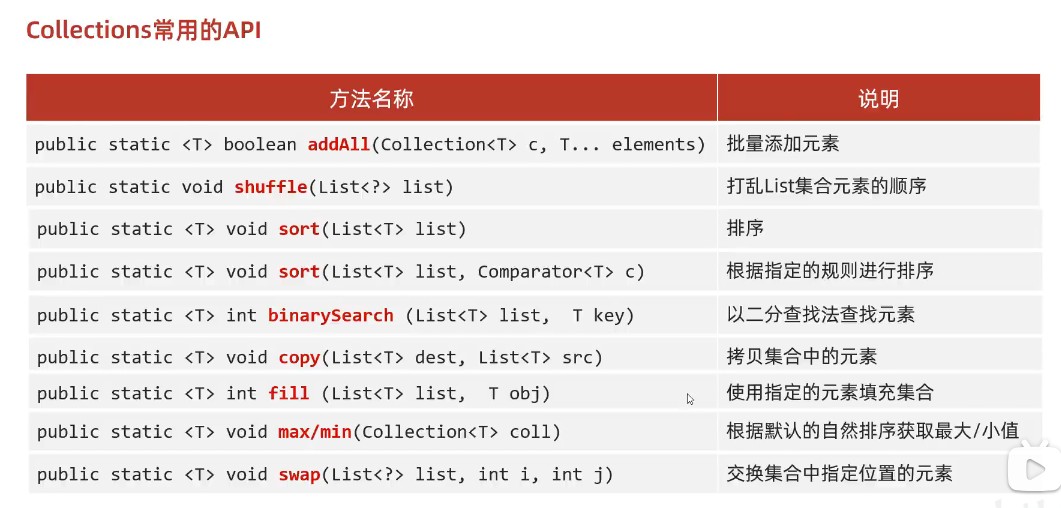 Collections常用的API
方法名称 说明
public static <T> boolean addAll(Collection<T> c, T... elements) 批量添加元素
public static void shuffle(List<?> list) 打乱List集合元素的顺序
public static <T> void sort(List<T> list) 排序
public static <T> void sort(List<T> list, Comparator<T> c) 根据指定的规则进行排序
public static <T> int binarySearch (List<T> list, T key) 以二分查找法查找元素
public static <T> void copy(List<T> dest, List<T> src) 拷贝集合中的元素
public static <T> int fill (List<T> list, T obj) 使用指定的元素填充集合
public static <T> void max/min(Collection<T> coll) 根据默认的自然排序获取最大/小值
public static <T> void swap(List<?> list, int i, int j) 交换集合中指定位置的元素